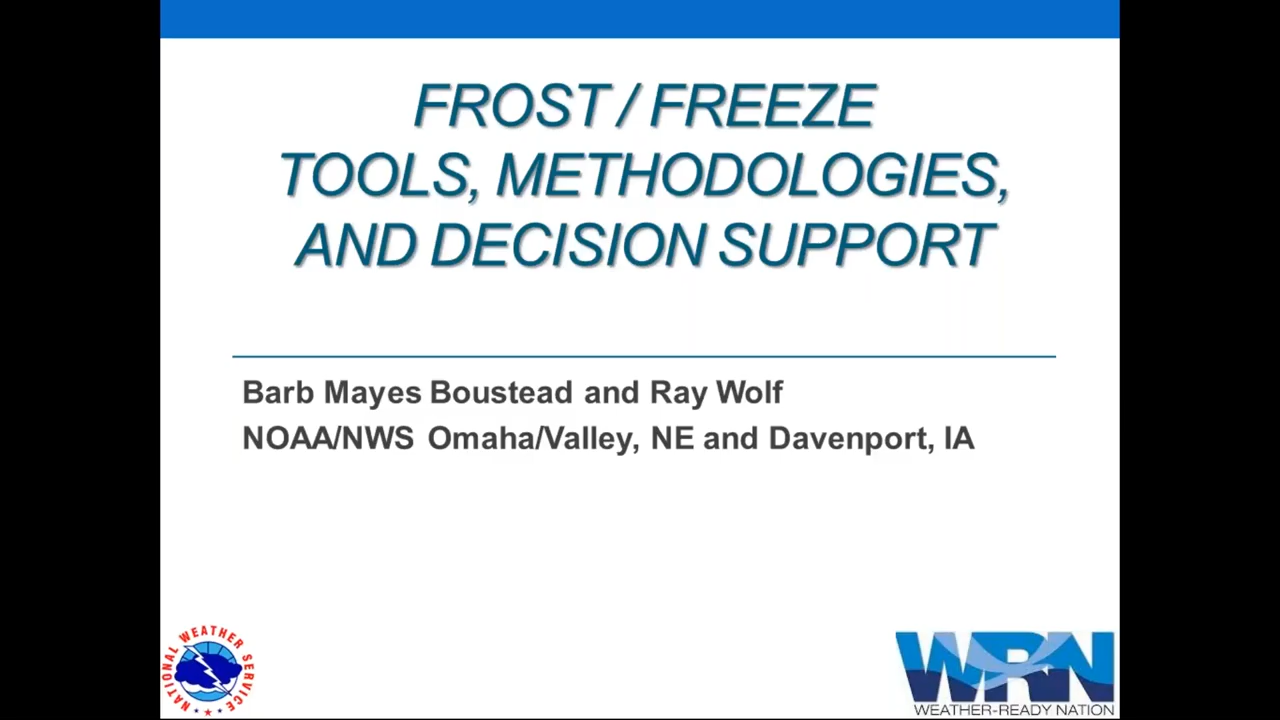 FROST / FREEZE
TOOLS, METHODOLOGIES,
AND DECISION SUPPORT
Barb Mayes Boustead and Ray Wolf
NOAA/NWS Omaha/Valley, NE and Davenport, IA
NATIONAL WEATHER SERVICE
WRN
WEATHER-READY NATION